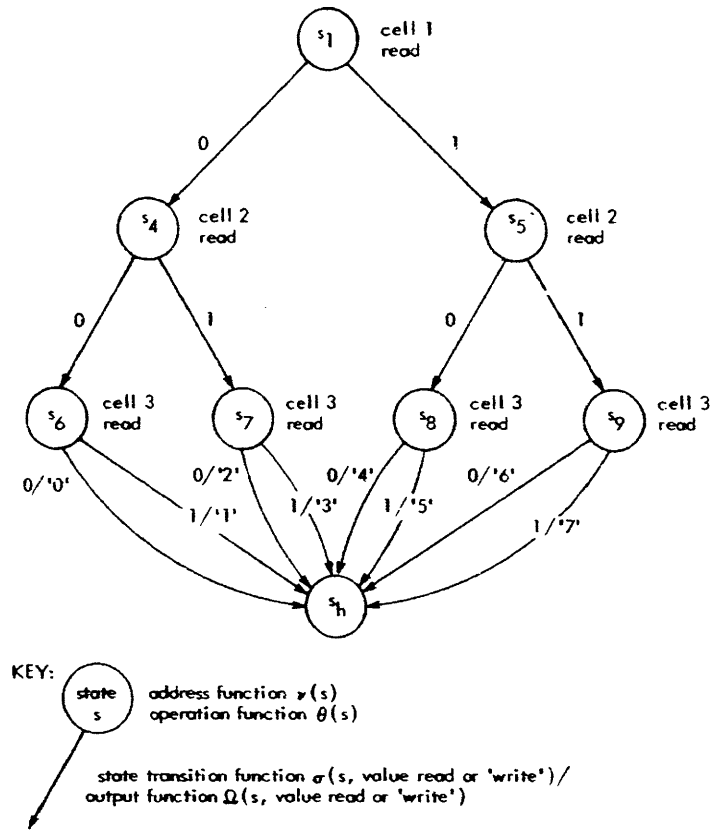 s1
cell 1
read
0
1
s4
cell 2
read
s5
cell 2
read
0
1
0
1
s6
cell 3
read
s7
cell 3
read
s8
cell 3
read
s9
cell 3
read
0/'0'
1/'1'
0/'2'
1/'3'
0/'4'
1/'5'
0/'6'
1/'7'
sh
KEY:
state
s
address function ν(s)
operation function θ(s)
state transition function σ(s, value read or 'write')/
output function Ω(s, value read or 'write')